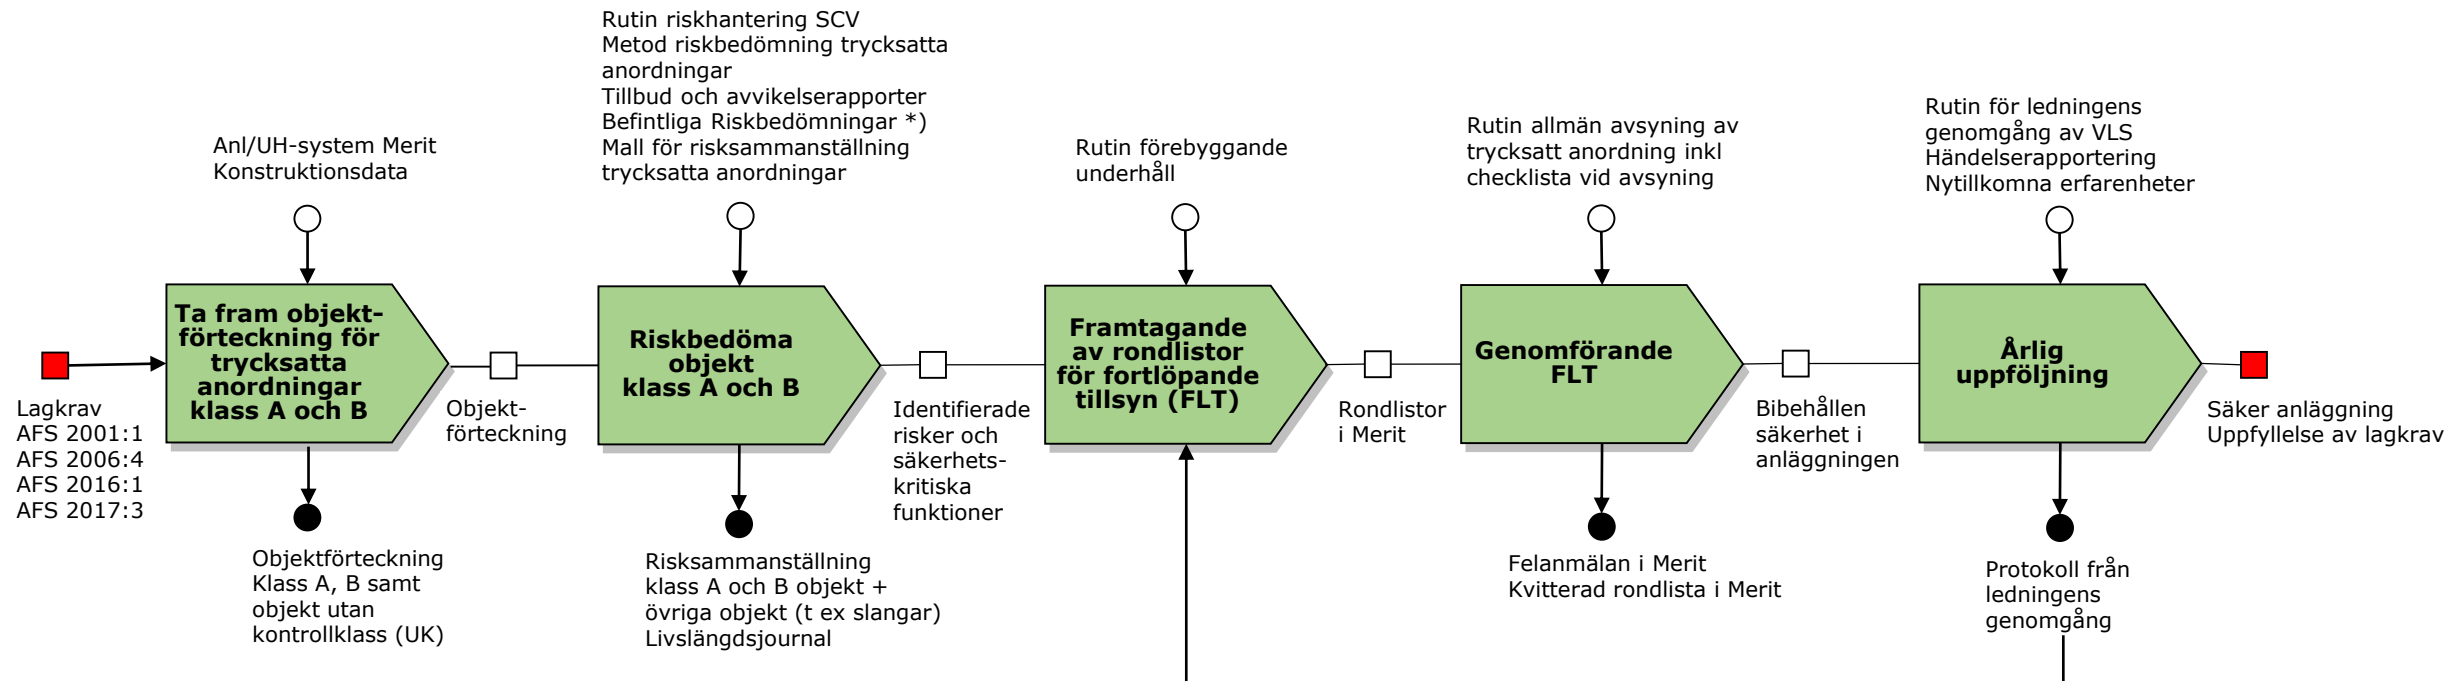 Rutin riskhantering SCV
Metod riskbedömning trycksatta
anordningar
Tillbud och avvikelserapporter
Befintliga Riskbedömningar *)
Mall för risksammanställning
trycksatta anordningar
Anl/UH-system Merit
Konstruktionsdata
Rutin förebyggande
underhåll
Rutin allmän avsyning av
trycksatt anordning inkl
checklista vid avsyning
Rutin för ledningens
genomgång av VLS
Händelserapportering
Nytillkomna erfarenheter
Ta fram objekt-
förteckning för
trycksatta
anordningar
klass A och B
Riskbedöma
objekt
klass A och B
Framtagande
av rondlistor
för fortlöpande
tillsyn (FLT)
Genomförande
FLT
Årlig
uppföljning
Lagkrav
AFS 2001:1
AFS 2006:4
AFS 2016:1
AFS 2017:3
Objekt-
förteckning
Identifierade
risker och
säkerhets-
kritiska
funktioner
Rondlistor
i Merit
Bibehållen
säkerhet i
anläggningen
Säker anläggning
Uppfyllelse av lagkrav
Objektförteckning
Klass A, B samt
objekt utan
kontrollklass (UK)
Risksammanställning
klass A och B objekt +
övriga objekt (t ex slangar)
Livslängdsjournal
Felanmälan i Merit
Kvitterad rondlista i Merit
Protokoll från
ledningens
genomgång